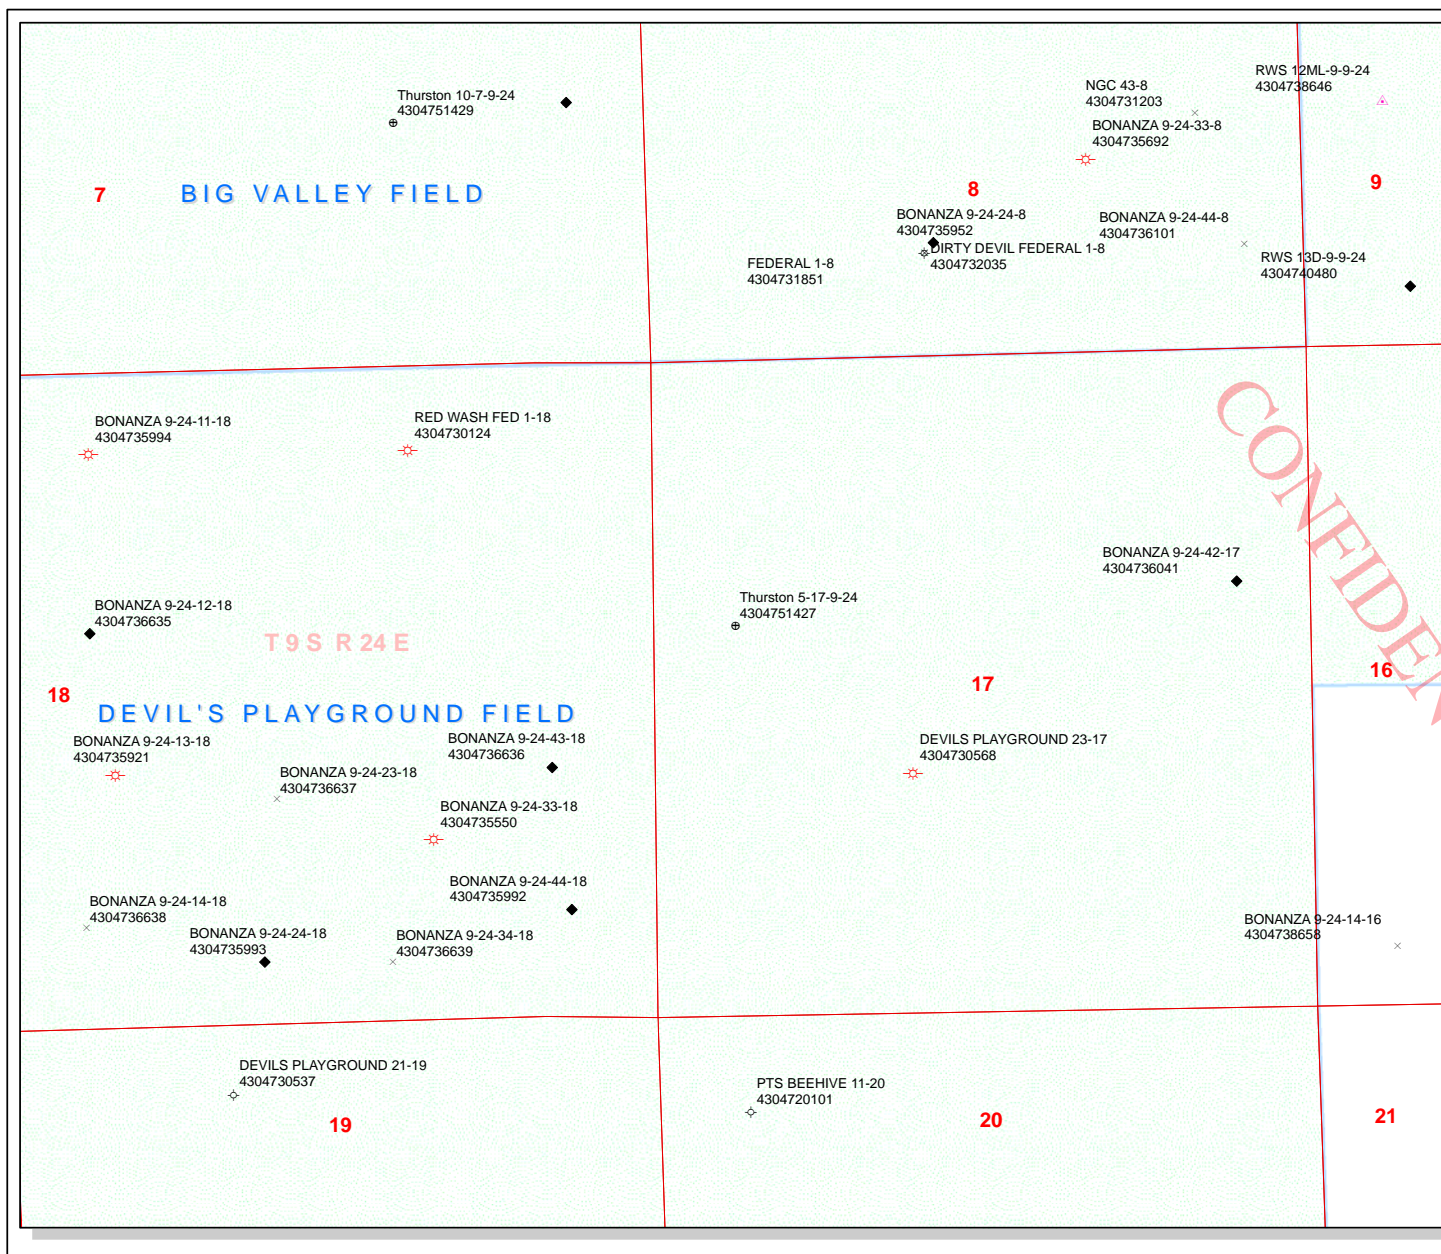 Thurston 10-7-9-24
4304751429
NGC 43-8
4304731203
RWS 12ML-9-9-24
4304738646
BONANZA 9-24-33-8
4304735692
7
BIG VALLEY FIELD
8
9
BONANZA 9-24-24-8
4304735952
BONANZA 9-24-44-8
4304736101
DIRTY DEVIL FEDERAL 1-8
4304732035
FEDERAL 1-8
4304731851
RWS 13D-9-9-24
4304740480
BONANZA 9-24-11-18
4304735994
RED WASH FED 1-18
4304730124
CONFIDEN
BONANZA 9-24-42-17
4304736041
BONANZA 9-24-12-18
4304736635
Thurston 5-17-9-24
4304751427
T 9 S R 24 E
18
17
16
DEVIL'S PLAYGROUND FIELD
BONANZA 9-24-13-18
4304735921
BONANZA 9-24-43-18
4304736636
DEVILS PLAYGROUND 23-17
4304730568
BONANZA 9-24-23-18
4304736637
BONANZA 9-24-33-18
4304735550
BONANZA 9-24-44-18
4304735992
BONANZA 9-24-14-18
4304736638
BONANZA 9-24-24-18
4304735993
BONANZA 9-24-34-18
4304736639
BONANZA 9-24-14-16
4304738658
DEVILS PLAYGROUND 21-19
4304730537
PTS BEEHIVE 11-20
4304720101
19
20
21